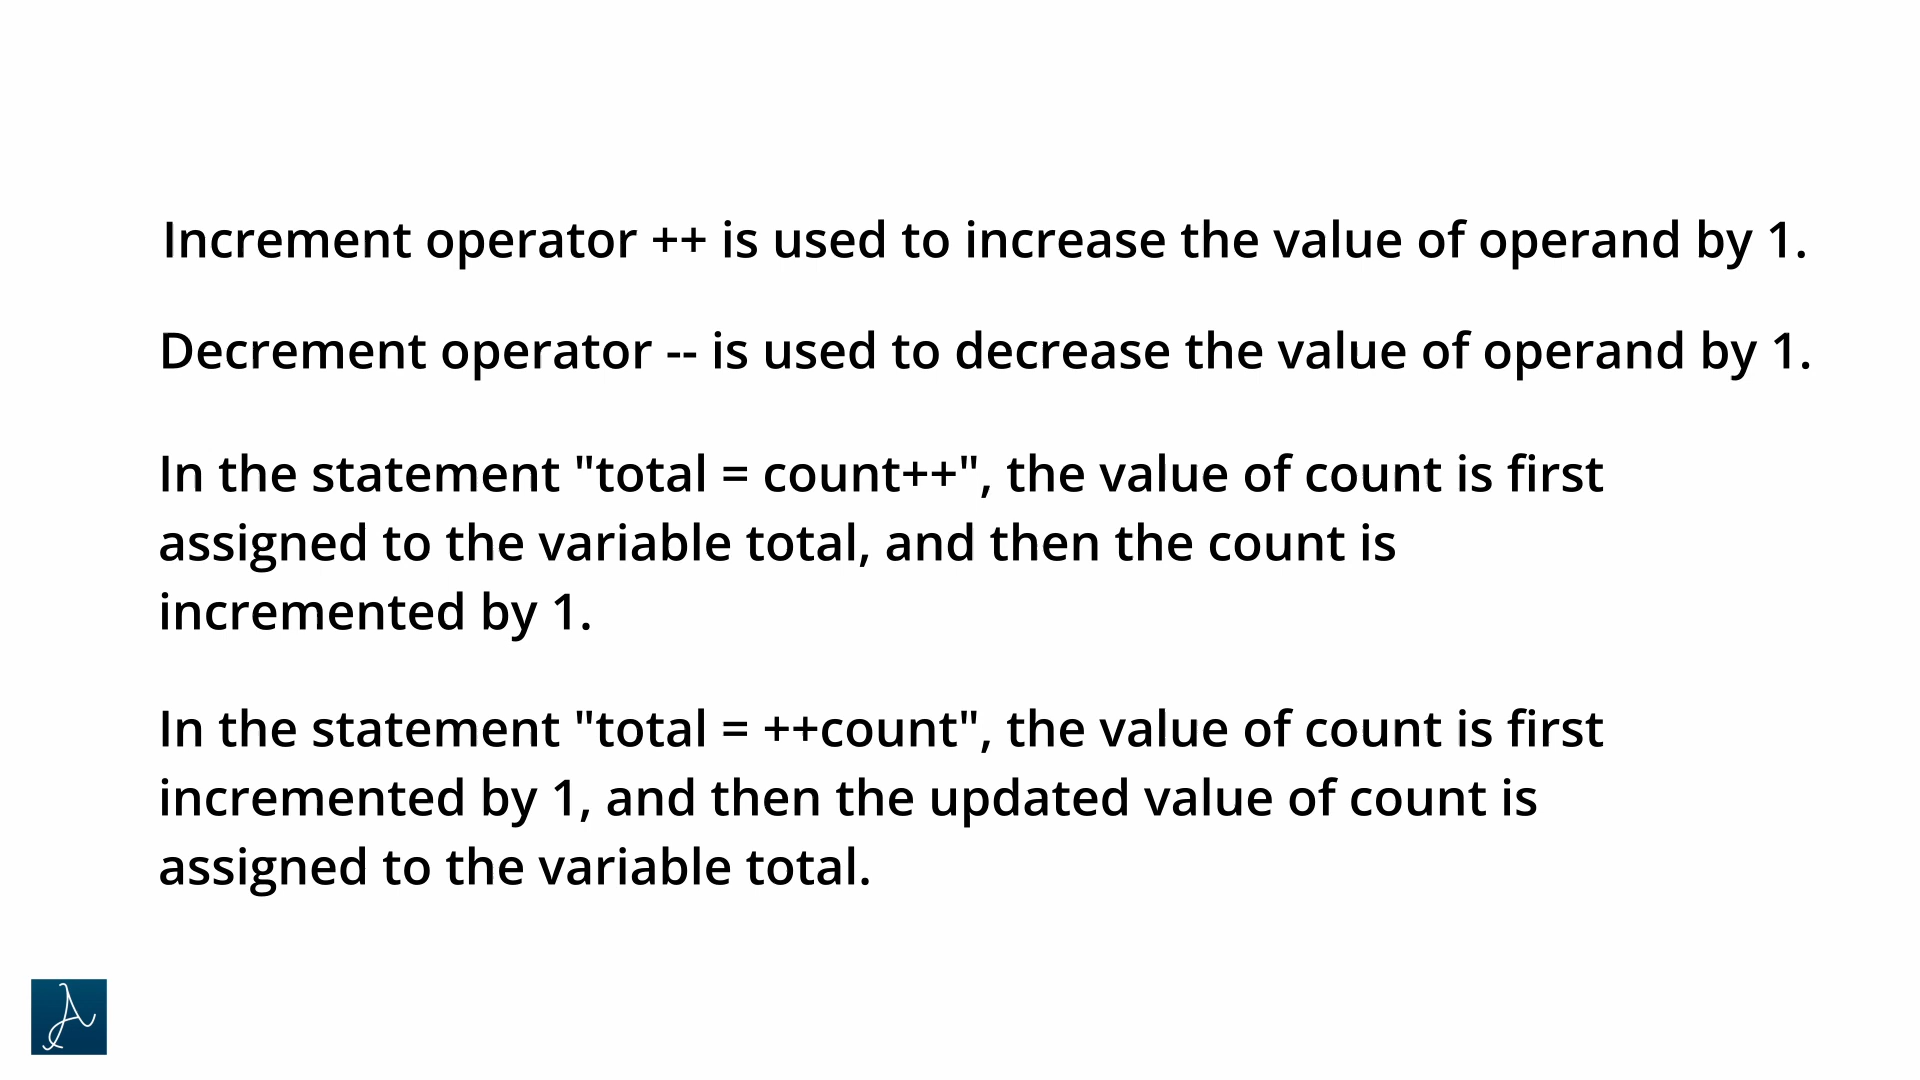 Increment operator ++ is used to increase the value of operand by 1.
Decrement operator -- is used to decrease the value of operand by 1.
In the statement "total = count++", the value of count is first
assigned to the variable total, and then the count is
incremented by 1.
In the statement "total = ++count", the value of count is first
incremented by 1, and then the updated value of count is
assigned to the variable total.
A